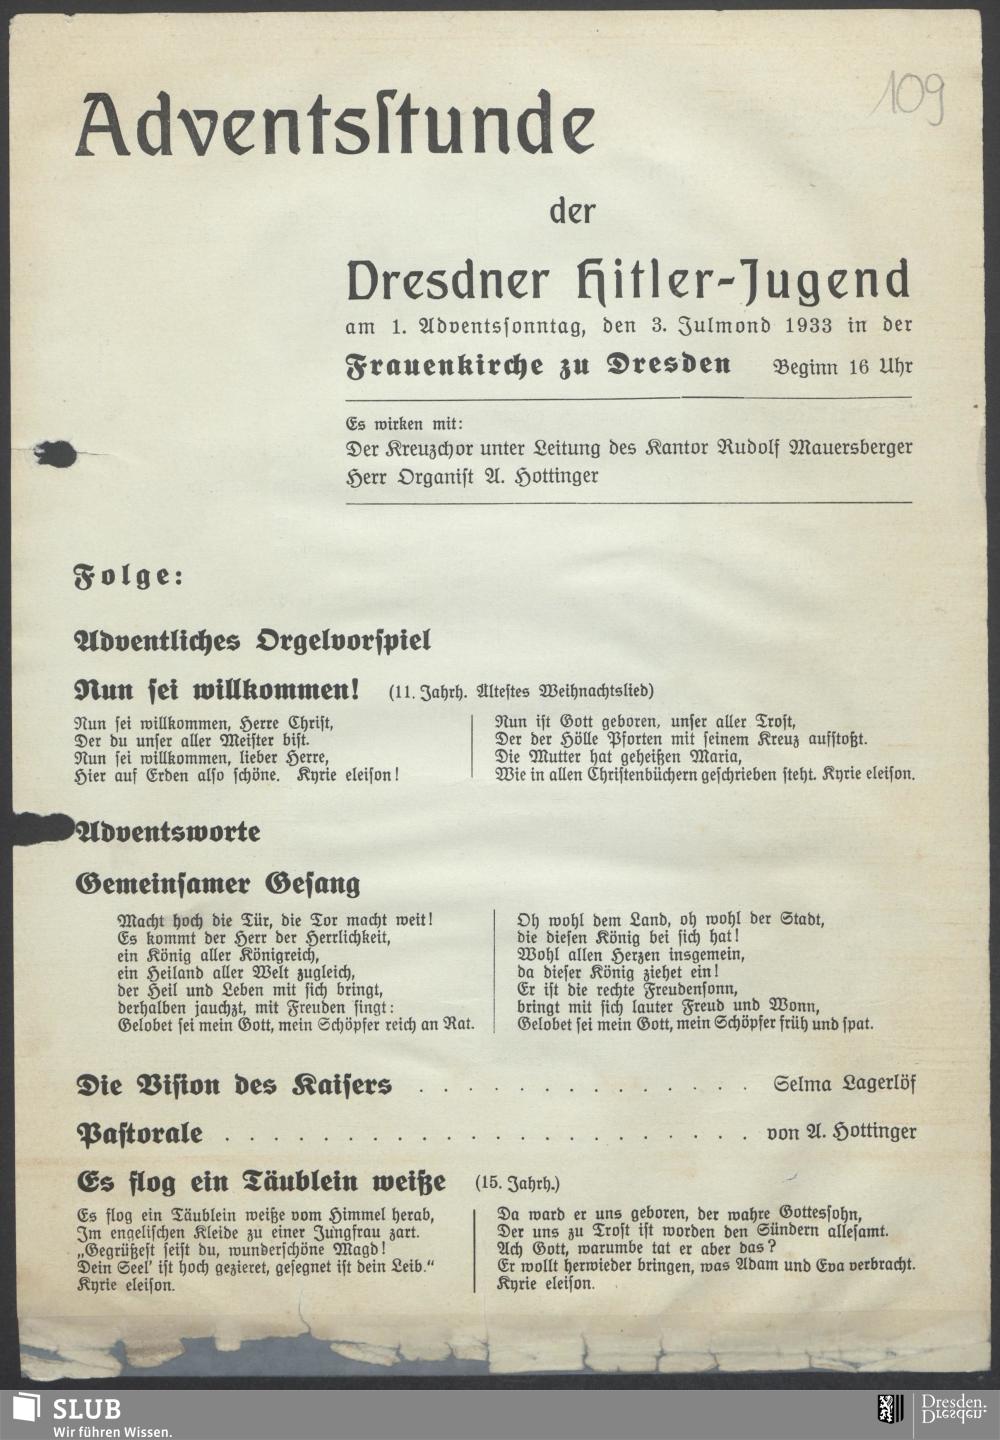 109
Adventsstunde
der
Dresdner Hitler-Jugend
am 1. Adventssonntag, den 3. Julmond 1933 in der
Frauenkirche zu Dresden Beginn 16 Uhr
Es wirken mit:
Der Kreuzchor unter Leitung des Kantor Rudolf Mauersberger
Herr Organist A. Hottinger
Folge:
Adventliches Orgelvorspiel
Nun sei willkommen! (11. Jahrh. Ältestes Weihnachtslied)
Nun sei willkommen, Herre Christ,
Der du unser aller Meister bist.
Nun sei willkommen, lieber Herre,
Hier auf Erden also schöne. Kyrie eleison!
Nun ist Gott geboren, unser aller Trost,
Der der Hölle Pforten mit seinem Kreuz aufstoßt.
Die Mutter hat geheißen Maria,
Wie in allen Christenbüchern geschrieben steht. Kyrie eleison.
Adventsworte
Gemeinsamer Gesang
Macht hoch die Tür, die Tor macht weit!
Es kommt der Herr der Herrlichkeit,
ein König aller Königreich,
ein Heiland aller Welt zugleich,
der Heil und Leben mit sich bringt,
derhalben jauchzt, mit Freuden singt:
Gelobet sei mein Gott, mein Schöpfer reich an Rat.
Oh wohl dem Land, oh wohl der Stadt,
die diesen König bei sich hat!
Wohl allen Herzen insgemein,
da dieser König ziehet ein!
Er ist die rechte Freudensonn,
bringt mit sich lauter Freud und Wonn,
Gelobet sei mein Gott, mein Schöpfer früh und spat.
Die Vision des Kaisers . . . . . . . . . . . . . . Selma Lagerlöf
Pastorale . . . . . . . . . . . . . . . . . . . . . . von A. Hottinger
Es flog ein Täublein weiße (15. Jahrh.)
Es flog ein Täublein weiße vom Himmel herab,
Im engelischen Kleide zu einer Jungfrau zart.
„Gegrüßest seist du, wunderschöne Magd!
Dein Seel' ist hoch gezieret, gesegnet ist dein Leib.“
Kyrie eleison.
Da ward er uns geboren, der wahre Gottessohn,
Der uns zu Trost ist worden den Sündern allesamt.
Ach Gott, warumbe tat er aber das?
Er wollt herwieder bringen, was Adam und Eva verbracht.
Kyrie eleison.
SLUB
Wir führen Wissen.
Dresden.
Dresden.